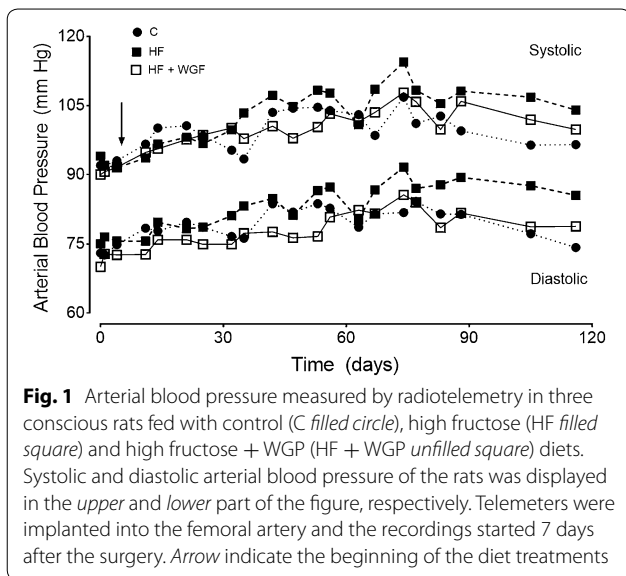 C
HF
HF + WGF
Systolic
120
105
90
75
60
Arterial Blood Pressure (mm Hg)
Diastolic
0
30
60
90
116
Time (days)
Fig. 1 Arterial blood pressure measured by radiotelemetry in three
conscious rats fed with control (C filled circle), high fructose (HF filled
square) and high fructose + WGP (HF + WGP unfilled square) diets.
Systolic and diastolic arterial blood pressure of the rats was displayed
in the upper and lower part of the figure, respectively. Telemeters were
implanted into the femoral artery and the recordings started 7 days
after the surgery. Arrow indicate the beginning of the diet treatments